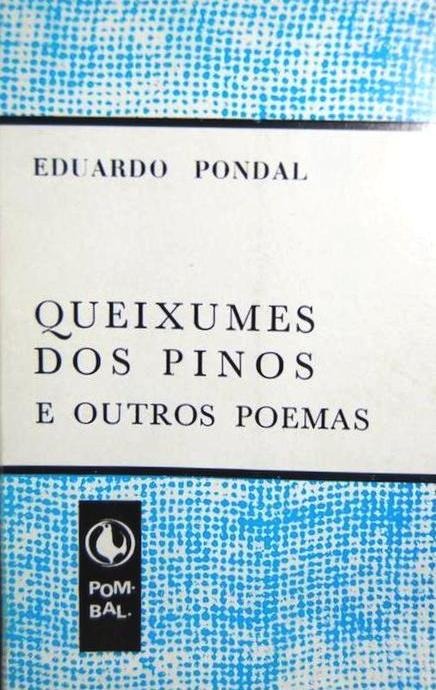 EDUARDO PONDAL
QUEIXUMES
DOS PINOS
E OUTROS POEMAS
POM-
BAL.